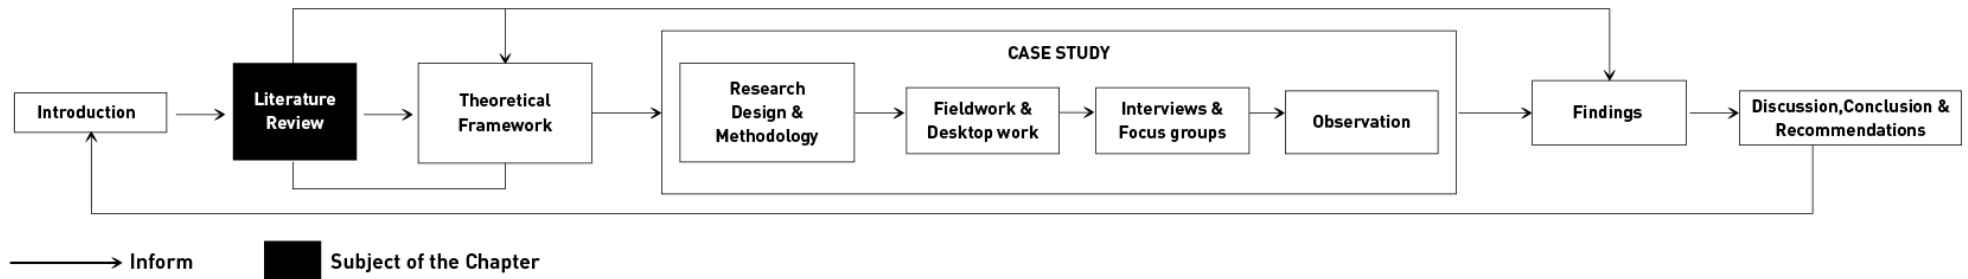 CASE STUDY
Introduction
Literature
Review
Theoretical
Framework
Research
Design &
Methodology
Fieldwork &
Desktop work
Interviews &
Focus groups
Observation
Findings
Discussion,Conclusion &
Recommendations
Inform
Subject of the Chapter